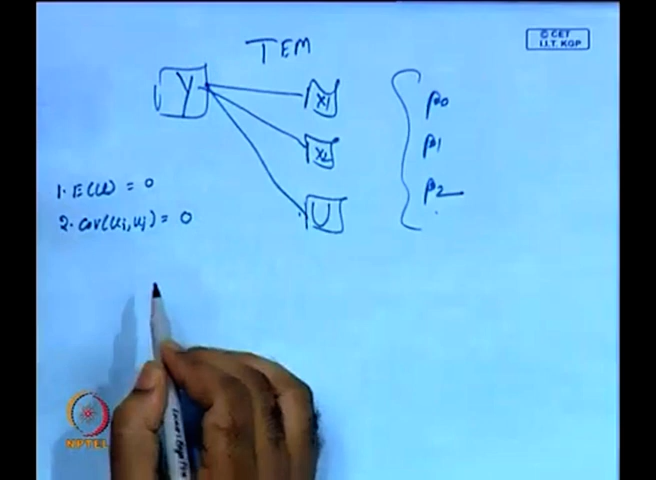 TEM
© CET
I.I.T. KGP
Y
X1
β0
X2
β1
U
β2
1. E(U) = 0
2. cov(ui, uj) = 0
NPTEL